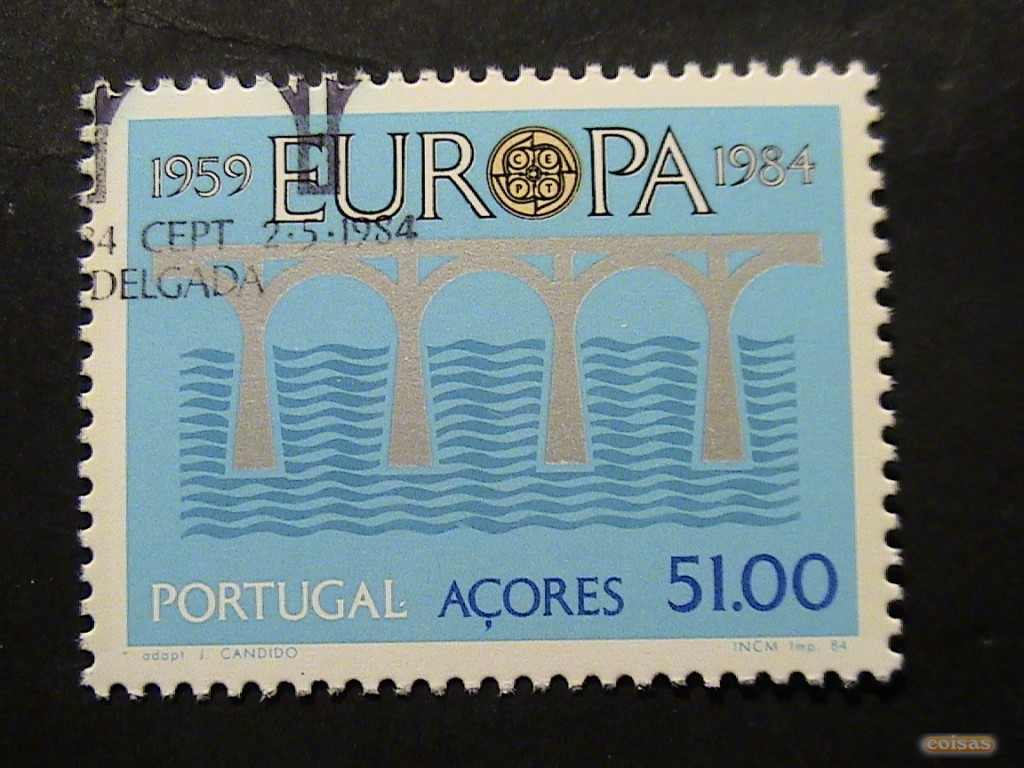 1959 EUROPA 1984
C E P T
84 CEPT 2·5·1984
DELGADA
PORTUGAL AÇORES 51.00
adapt J. CANDIDO INCM imp. 84
coisas